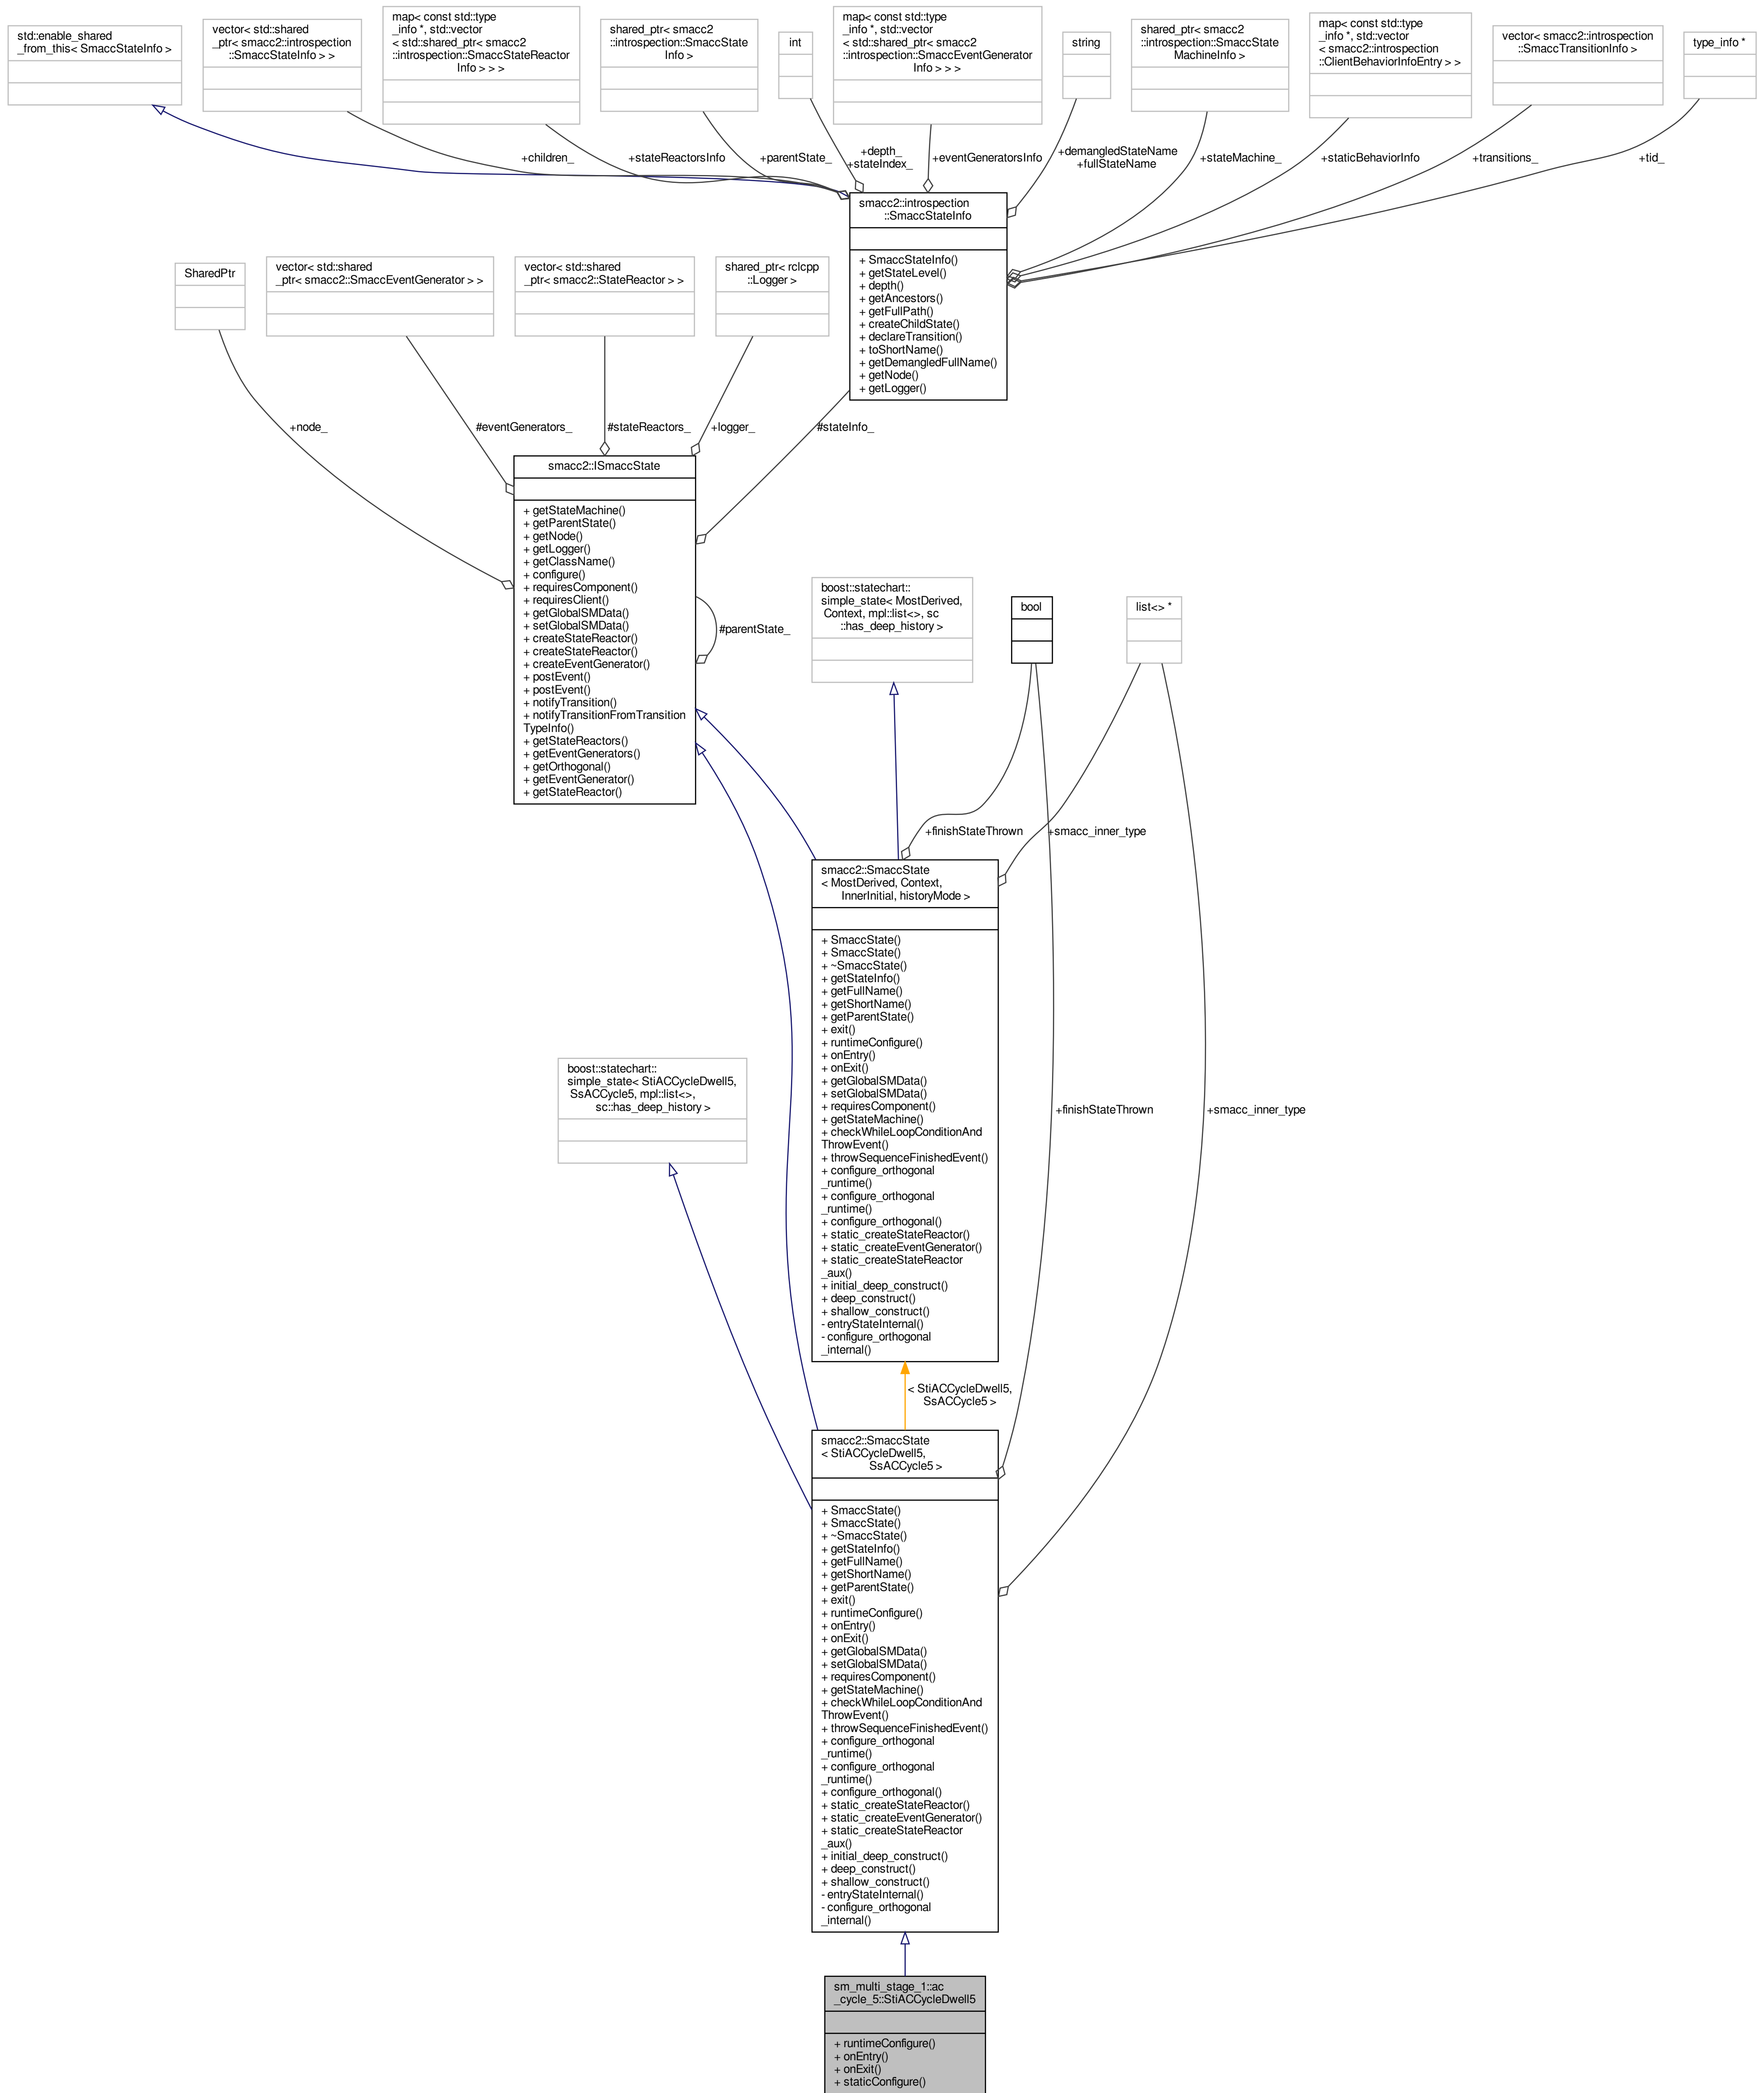 std::enable_shared
_from_this< SmaccStateInfo >
vector< std::shared
_ptr< smacc2::introspection
::SmaccStateInfo > >
map< const std::type
_info *, std::vector
< std::shared_ptr< smacc2
::introspection::SmaccStateReactor
Info > > >
shared_ptr< smacc2
::introspection::SmaccState
Info >
int
map< const std::type
_info *, std::vector
< std::shared_ptr< smacc2
::introspection::SmaccEventGenerator
Info > > >
string
shared_ptr< smacc2
::introspection::SmaccState
MachineInfo >
map< const std::type
_info *, std::vector
< smacc2::introspection
::ClientBehaviorInfoEntry > >
vector< smacc2::introspection
::SmaccTransitionInfo >
type_info *
+children_
+stateReactorsInfo
+parentState_
+depth_
+stateIndex_
+eventGeneratorsInfo
+demangledStateName
+fullStateName
+stateMachine_
+staticBehaviorInfo
+transitions_
+tid_
smacc2::introspection
::SmaccStateInfo
+ SmaccStateInfo()
+ getStateLevel()
+ depth()
+ getAncestors()
+ getFullPath()
+ createChildState()
+ declareTransition()
+ toShortName()
+ getDemangledFullName()
+ getNode()
+ getLogger()
SharedPtr
vector< std::shared
_ptr< smacc2::SmaccEventGenerator > >
vector< std::shared
_ptr< smacc2::StateReactor > >
shared_ptr< rclcpp
::Logger >
+node_
#eventGenerators_
#stateReactors_
+logger_
#stateInfo_
smacc2::ISmaccState
+ getStateMachine()
+ getParentState()
+ getNode()
+ getLogger()
+ getClassName()
+ configure()
+ requiresComponent()
+ requiresClient()
+ getGlobalSMData()
+ setGlobalSMData()
+ createStateReactor()
+ createStateReactor()
+ createEventGenerator()
+ postEvent()
+ postEvent()
+ notifyTransition()
+ notifyTransitionFromTransition
TypeInfo()
+ getStateReactors()
+ getEventGenerators()
+ getOrthogonal()
+ getEventGenerator()
+ getStateReactor()
#parentState_
boost::statechart::
simple_state< MostDerived,
Context, mpl::list<>, sc
::has_deep_history >
bool
list<> *
+finishStateThrown
+smacc_inner_type
smacc2::SmaccState
< MostDerived, Context,
InnerInitial, historyMode >
+ SmaccState()
+ SmaccState()
+ ~SmaccState()
+ getStateInfo()
+ getFullName()
+ getShortName()
+ getParentState()
+ exit()
+ runtimeConfigure()
+ onEntry()
+ onExit()
+ getGlobalSMData()
+ setGlobalSMData()
+ requiresComponent()
+ getStateMachine()
+ checkWhileLoopConditionAnd
ThrowEvent()
+ throwSequenceFinishedEvent()
+ configure_orthogonal
_runtime()
+ configure_orthogonal
_runtime()
+ configure_orthogonal()
+ static_createStateReactor()
+ static_createEventGenerator()
+ static_createStateReactor
_aux()
+ initial_deep_construct()
+ deep_construct()
+ shallow_construct()
- entryStateInternal()
- configure_orthogonal
_internal()
boost::statechart::
simple_state< StiACCycleDwell5,
SsACCycle5, mpl::list<>,
sc::has_deep_history >
+finishStateThrown
+smacc_inner_type
< StiACCycleDwell5,
SsACCycle5 >
smacc2::SmaccState
< StiACCycleDwell5,
SsACCycle5 >
+ SmaccState()
+ SmaccState()
+ ~SmaccState()
+ getStateInfo()
+ getFullName()
+ getShortName()
+ getParentState()
+ exit()
+ runtimeConfigure()
+ onEntry()
+ onExit()
+ getGlobalSMData()
+ setGlobalSMData()
+ requiresComponent()
+ getStateMachine()
+ checkWhileLoopConditionAnd
ThrowEvent()
+ throwSequenceFinishedEvent()
+ configure_orthogonal
_runtime()
+ configure_orthogonal
_runtime()
+ configure_orthogonal()
+ static_createStateReactor()
+ static_createEventGenerator()
+ static_createStateReactor
_aux()
+ initial_deep_construct()
+ deep_construct()
+ shallow_construct()
- entryStateInternal()
- configure_orthogonal
_internal()
sm_multi_stage_1::ac
_cycle_5::StiACCycleDwell5
+ runtimeConfigure()
+ onEntry()
+ onExit()
+ staticConfigure()